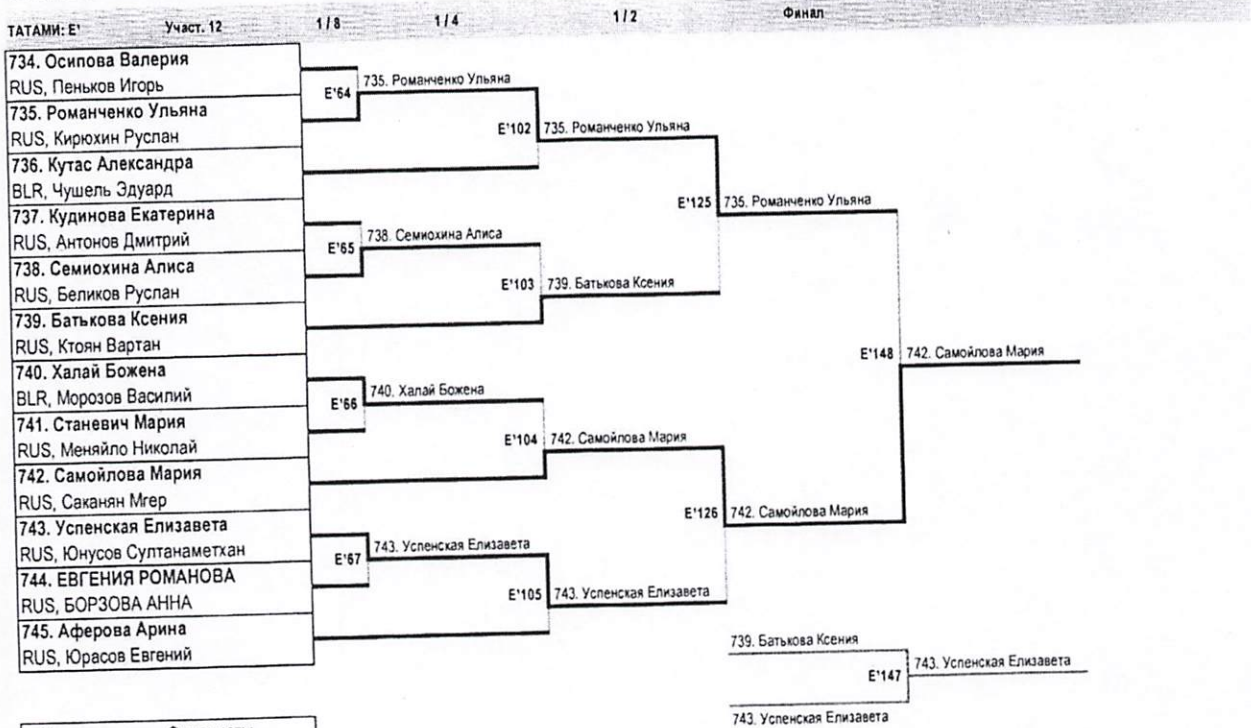 ТАТАМИ: Е' Участ. 12 1/8 1/4 1/2 Финал
734. Осипова Валерия
RUS, Пеньков Игорь
735. Романченко Ульяна
RUS, Кирюхин Руслан
736. Кутас Александра
BLR, Чушель Эдуард
737. Кудинова Екатерина
RUS, Антонов Дмитрий
738. Семиохина Алиса
RUS, Беликов Руслан
739. Батькова Ксения
RUS, Ктоян Вартан
740. Халай Божена
BLR, Морозов Василий
741. Станевич Мария
RUS, Меняйло Николай
742. Самойлова Мария
RUS, Саканян Мгер
743. Успенская Елизавета
RUS, Юнусов Султанаметхан
744. ЕВГЕНИЯ РОМАНОВА
RUS, БОРЗОВА АННА
745. Аферова Арина
RUS, Юрасов Евгений
E'64 735. Романченко Ульяна
E'65 738. Семиохина Алиса
E'66 740. Халай Божена
E'67 743. Успенская Елизавета
E'102 735. Романченко Ульяна
E'103 739. Батькова Ксения
E'104 742. Самойлова Мария
E'105 743. Успенская Елизавета
E'125 735. Романченко Ульяна
E'126 742. Самойлова Мария
E'148 742. Самойлова Мария
739. Батькова Ксения
E'147 743. Успенская Елизавета
743. Успенская Елизавета